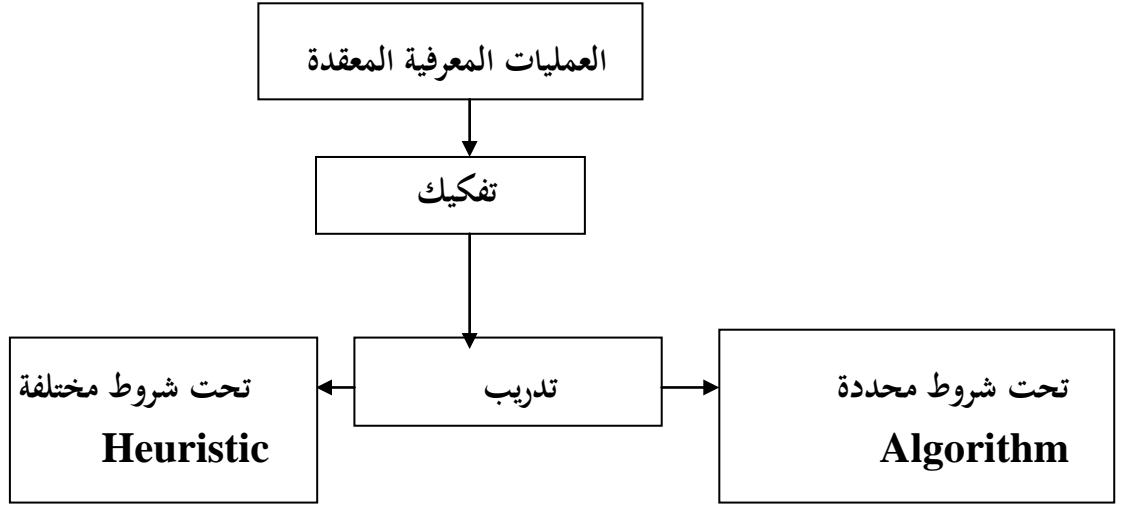 العمليات المعرفية المعقدة
تفكيك
تحت شروط محددة
Algorithm
تدريب
تحت شروط مختلفة
Heuristic